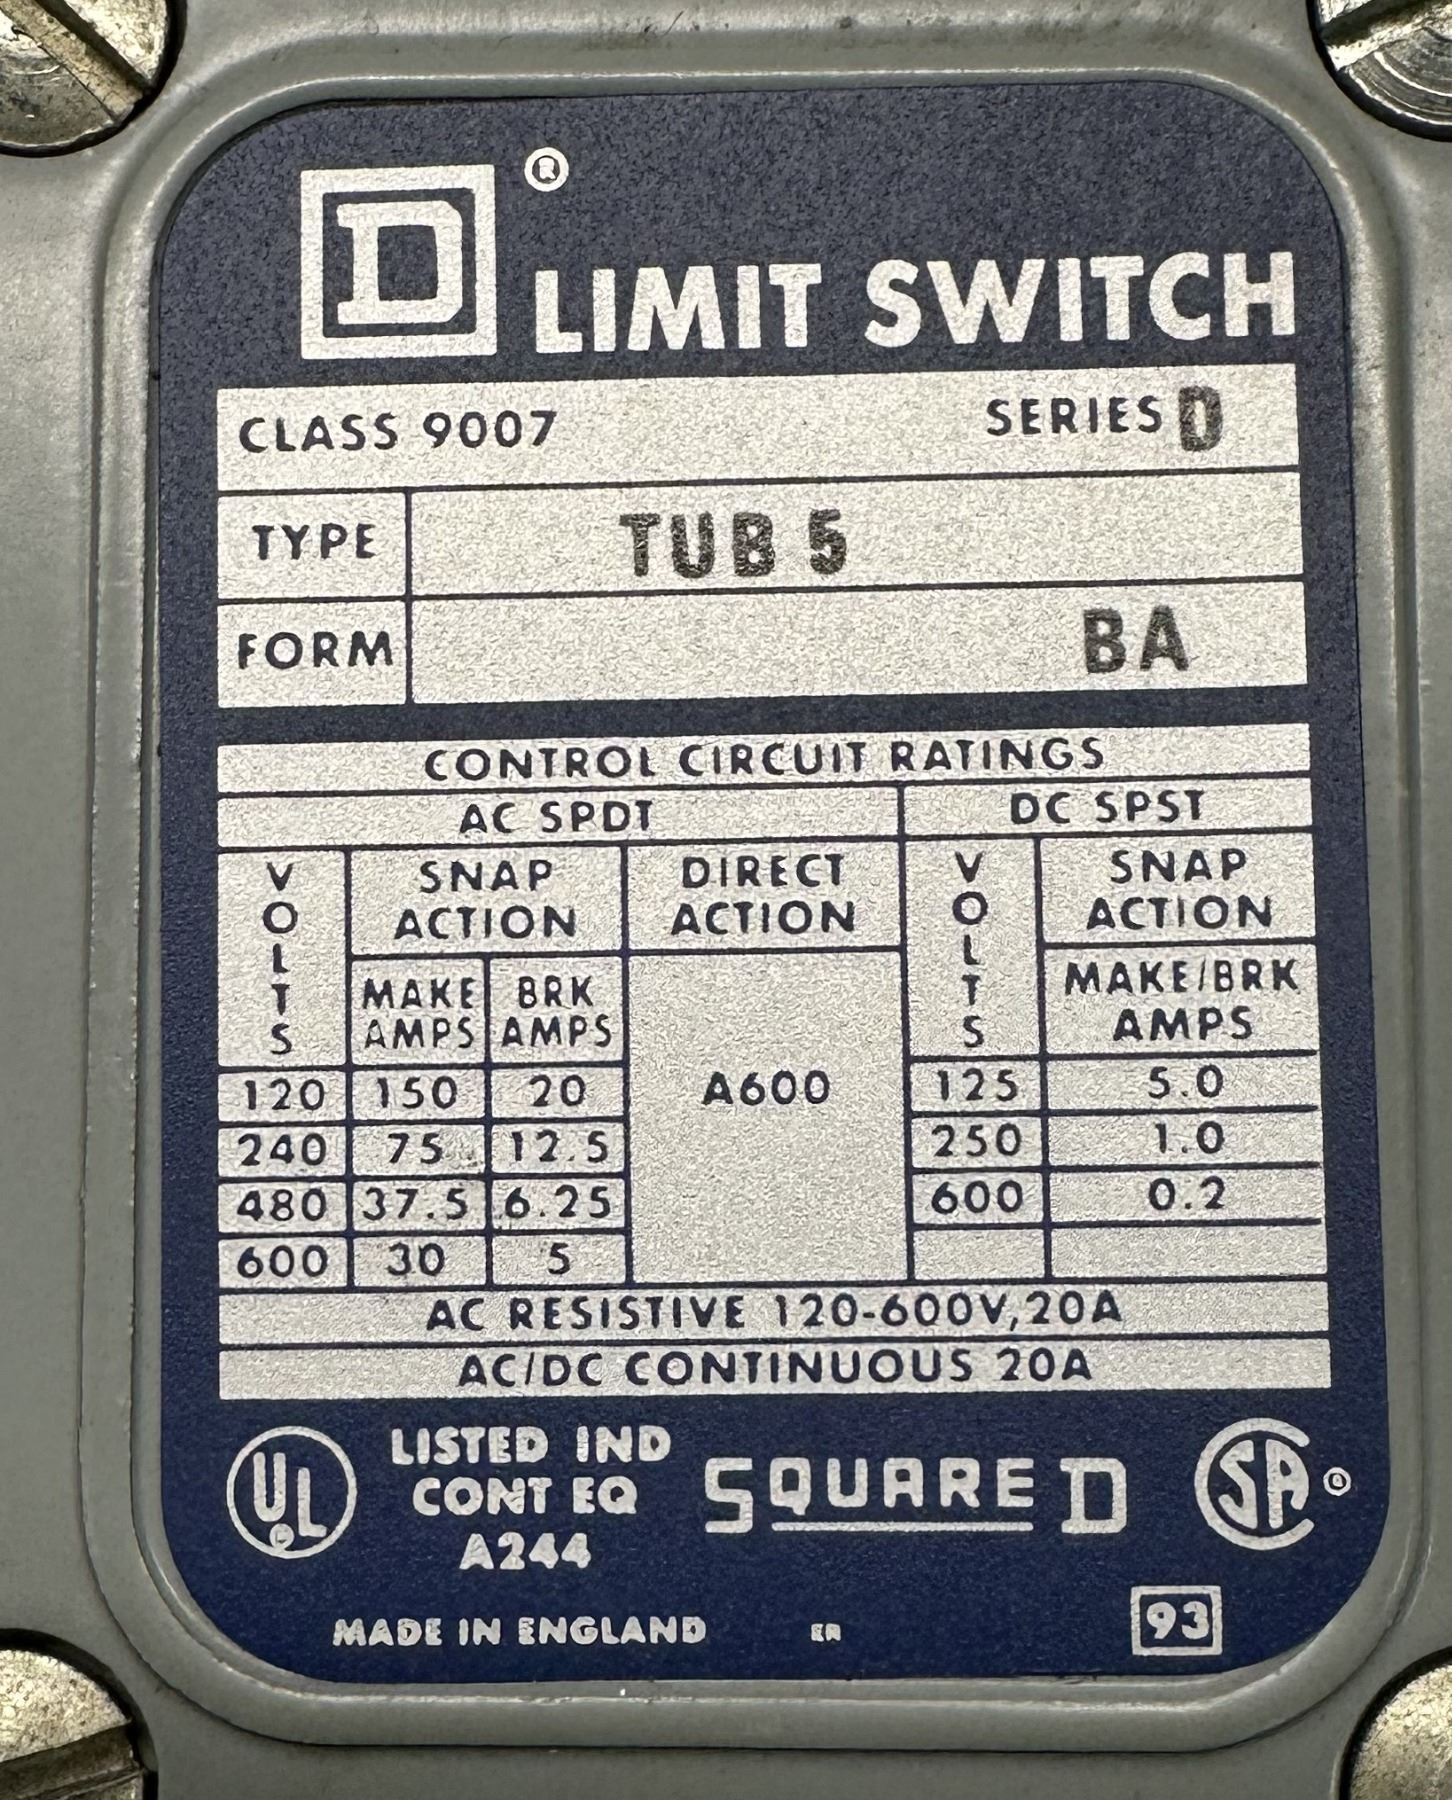 D ®
LIMIT SWITCH
CLASS 9007 SERIES D
TYPE TUB 5
FORM BA
CONTROL CIRCUIT RATINGS
AC SPDT DC SPST
VOLTS SNAP ACTION DIRECT ACTION VOLTS SNAP ACTION
MAKE AMPS BRK AMPS MAKE/BRK AMPS
120 150 20 A600 125 5.0
240 75 12.5 250 1.0
480 37.5 6.25 600 0.2
600 30 5
AC RESISTIVE 120-600V, 20A
AC/DC CONTINUOUS 20A
UL LISTED IND
CONT EQ
A244
SQUARE D
CSA ®
MADE IN ENGLAND
93